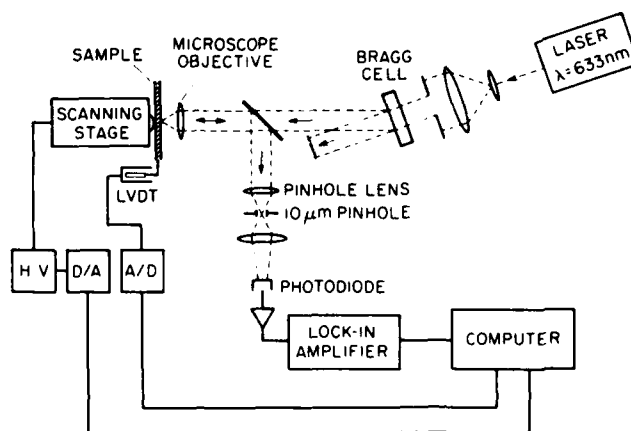 SAMPLE
MICROSCOPE
OBJECTIVE
BRAGG
CELL
LASER
λ=633nm
SCANNING
STAGE
LVDT
PINHOLE LENS
10 μm PINHOLE
HV
D/A
A/D
PHOTODIODE
LOCK-IN
AMPLIFIER
COMPUTER